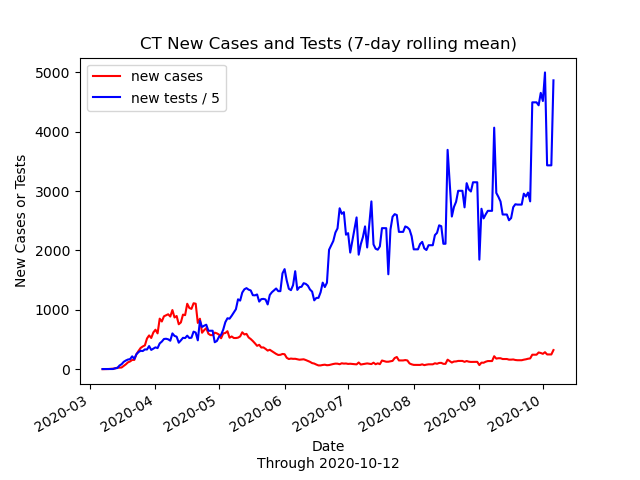 CT New Cases and Tests (7-day rolling mean)
new cases
new tests / 5
New Cases or Tests
5000
4000
3000
2000
1000
0
2020-03
2020-04
2020-05
2020-06
2020-07
2020-08
2020-09
2020-10
Date
Through 2020-10-12